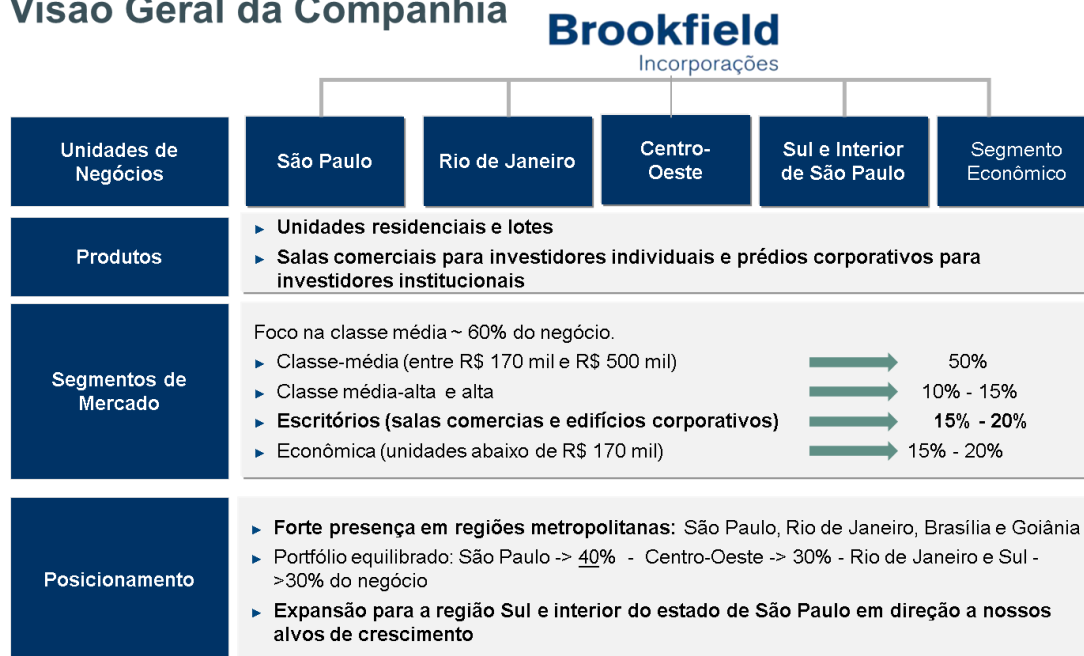 Visão Geral da Companhia
Brookfield
Incorporações
Unidades de
Negócios
São Paulo
Rio de Janeiro
Centro-
Oeste
Sul e Interior
de São Paulo
Segmento
Econômico
Produtos
► Unidades residenciais e lotes
► Salas comerciais para investidores individuais e prédios corporativos para
investidores institucionais
Segmentos de
Mercado
Foco na classe média ~ 60% do negócio.
► Classe-média (entre R$ 170 mil e R$ 500 mil) 50%
► Classe média-alta e alta 10% - 15%
► Escritórios (salas comercias e edifícios corporativos) 15% - 20%
► Econômica (unidades abaixo de R$ 170 mil) 15% - 20%
Posicionamento
► Forte presença em regiões metropolitanas: São Paulo, Rio de Janeiro, Brasília e Goiânia
► Portfólio equilibrado: São Paulo -> 40% - Centro-Oeste -> 30% - Rio de Janeiro e Sul -
>30% do negócio
► Expansão para a região Sul e interior do estado de São Paulo em direção a nossos
alvos de crescimento